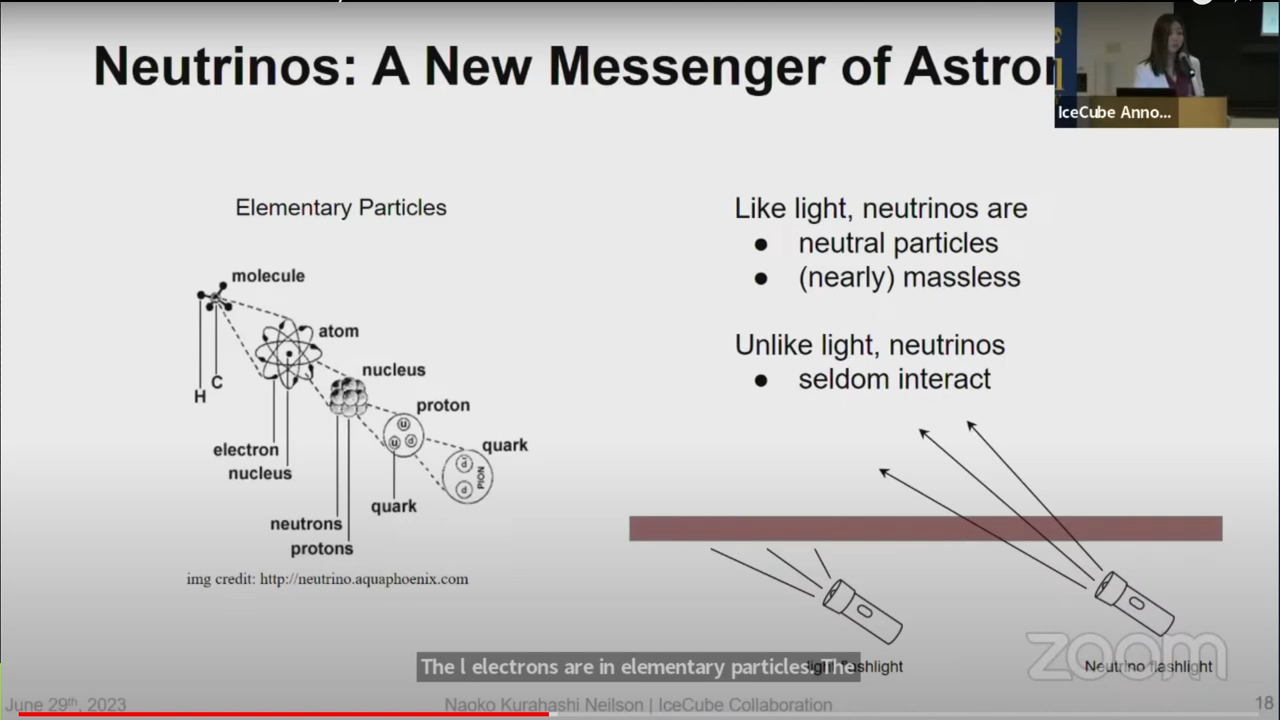 Neutrinos: A New Messenger of Astron
IceCube Anno...
Elementary Particles
molecule
atom
nucleus
proton
quark
C
H
electron
nucleus
quark
PION
u
u
d
d
d
neutrons
protons
img credit: http://neutrino.aquaphoenix.com
Like light, neutrinos are
● neutral particles
● (nearly) massless
Unlike light, neutrinos
● seldom interact
light flashlight
Neutrino flashlight
zoom
The l electrons are in elementary particles. The
June 29th, 2023
Naoko Kurahashi Neilson | IceCube Collaboration
18